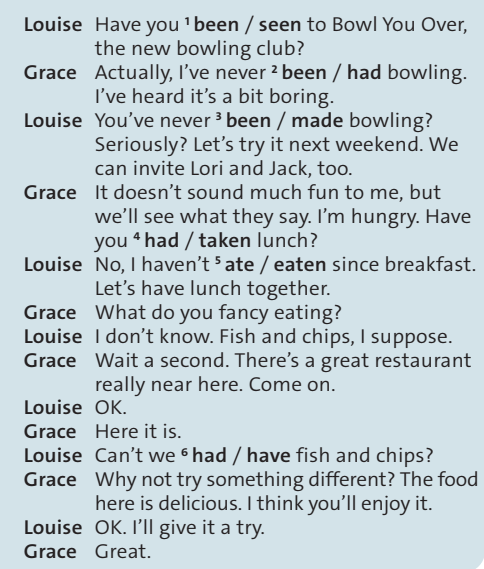 Louise Have you ¹ been / seen to Bowl You Over,
the new bowling club?
Grace Actually, I've never ² been / had bowling.
I've heard it's a bit boring.
Louise You've never ³ been / made bowling?
Seriously? Let's try it next weekend. We
can invite Lori and Jack, too.
Grace It doesn't sound much fun to me, but
we'll see what they say. I'm hungry. Have
you ⁴ had / taken lunch?
Louise No, I haven't ⁵ ate / eaten since breakfast.
Let's have lunch together.
Grace What do you fancy eating?
Louise I don't know. Fish and chips, I suppose.
Grace Wait a second. There's a great restaurant
really near here. Come on.
Louise OK.
Grace Here it is.
Louise Can't we ⁶ had / have fish and chips?
Grace Why not try something different? The food
here is delicious. I think you'll enjoy it.
Louise OK. I'll give it a try.
Grace Great.